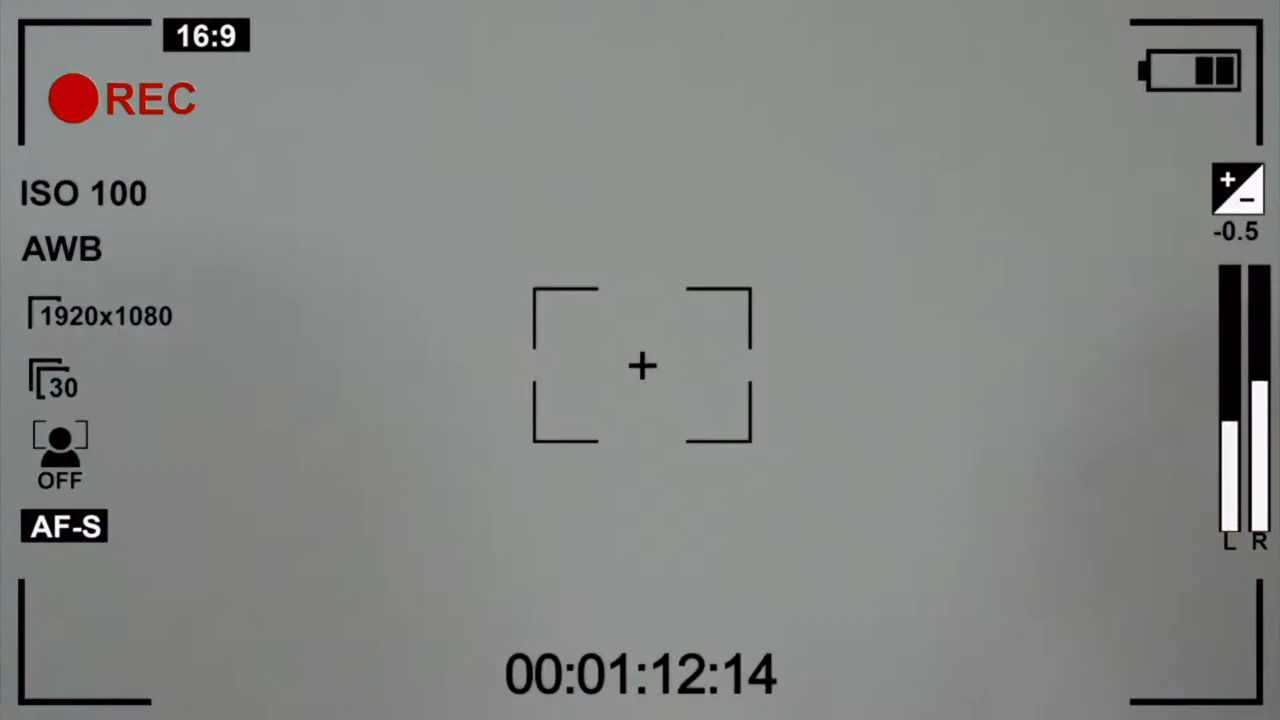 16:9
REC
ISO 100
AWB
-0.5
1920x1080
30
OFF
AF-S
L R
00:01:12:14